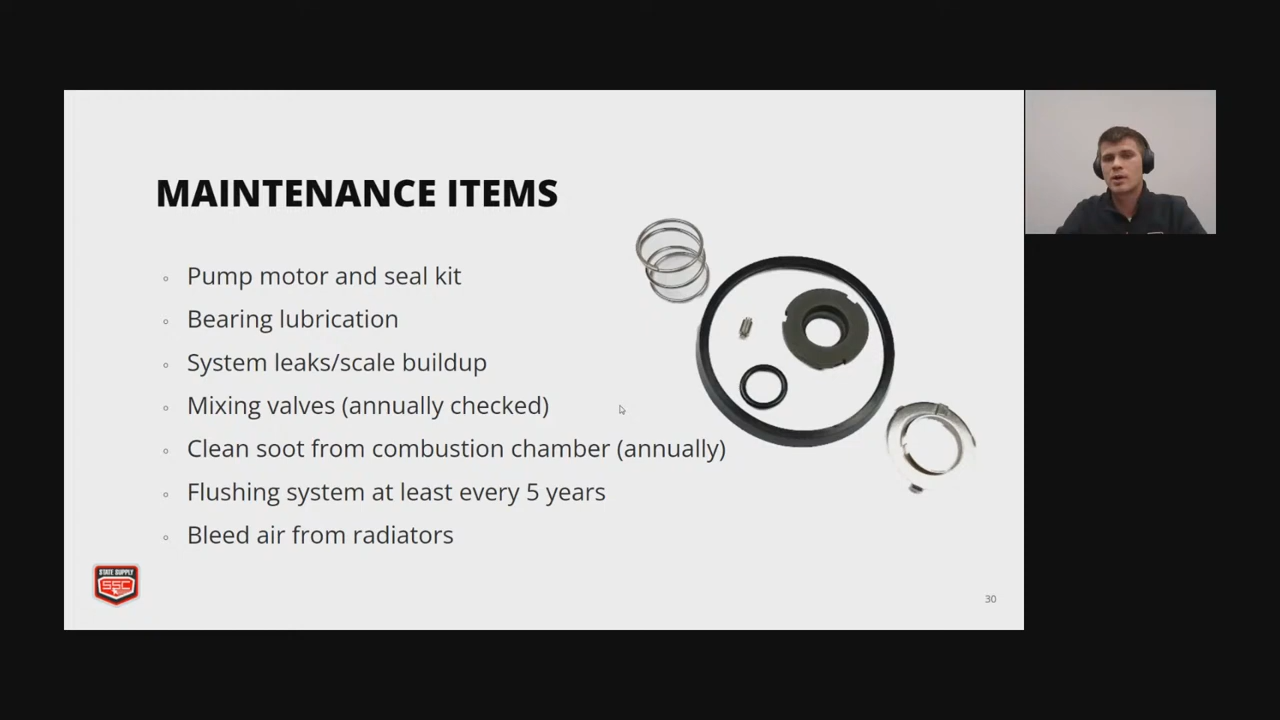 MAINTENANCE ITEMS
Pump motor and seal kit
Bearing lubrication
System leaks/scale buildup
Mixing valves (annually checked)
Clean soot from combustion chamber (annually)
Flushing system at least every 5 years
Bleed air from radiators
STATE SUPPLY
SSC
30